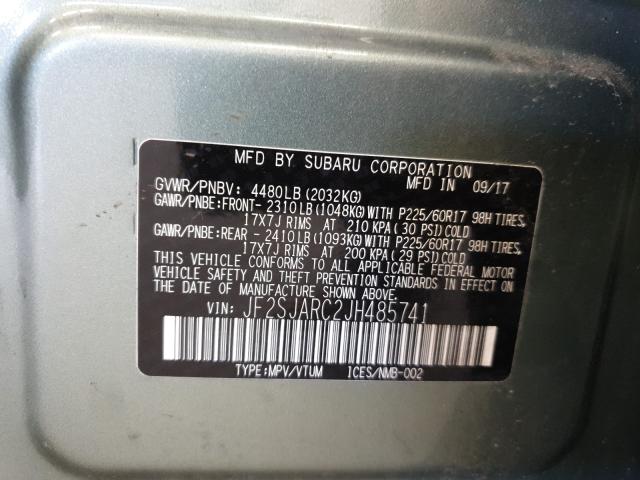 MFD BY SUBARU CORPORATION
MFD IN 09/17
GVWR/PNBV: 4480LB (2032KG)
GAWR/PNBE:FRONT- 2310LB(1048KG)WITH P225/60R17 98H TIRES,
17X7J RIMS AT 210 KPA (30 PSI)COLD
GAWR/PNBE:REAR - 2410LB(1093KG)WITH P225/60R17 98H TIRES,
17X7J RIMS AT 200 KPA (29 PSI)COLD
THIS VEHICLE CONFORMS TO ALL APPLICABLE FEDERAL MOTOR
VEHICLE SAFETY AND THEFT PREVENTION STANDARDS IN EFFECT ON
THE DATE OF MANUFACTURE SHOWN ABOVE.
VIN: JF2SJARC2JH485741
TYPE:MPV/VTUM ICES/NMB-002